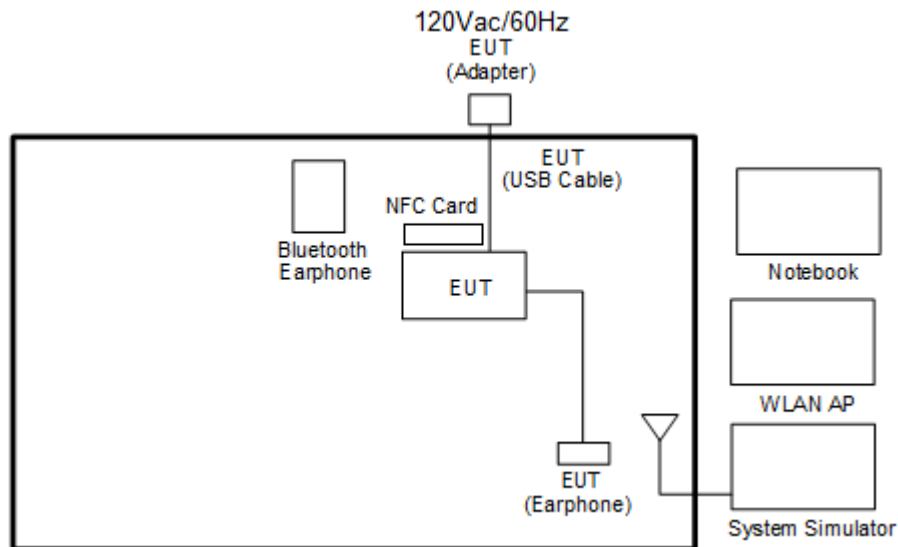 120Vac/60Hz
EUT
(Adapter)
EUT
(USB Cable)
NFC Card
Bluetooth
Earphone
EUT
Notebook
WLAN AP
EUT
(Earphone)
System Simulator